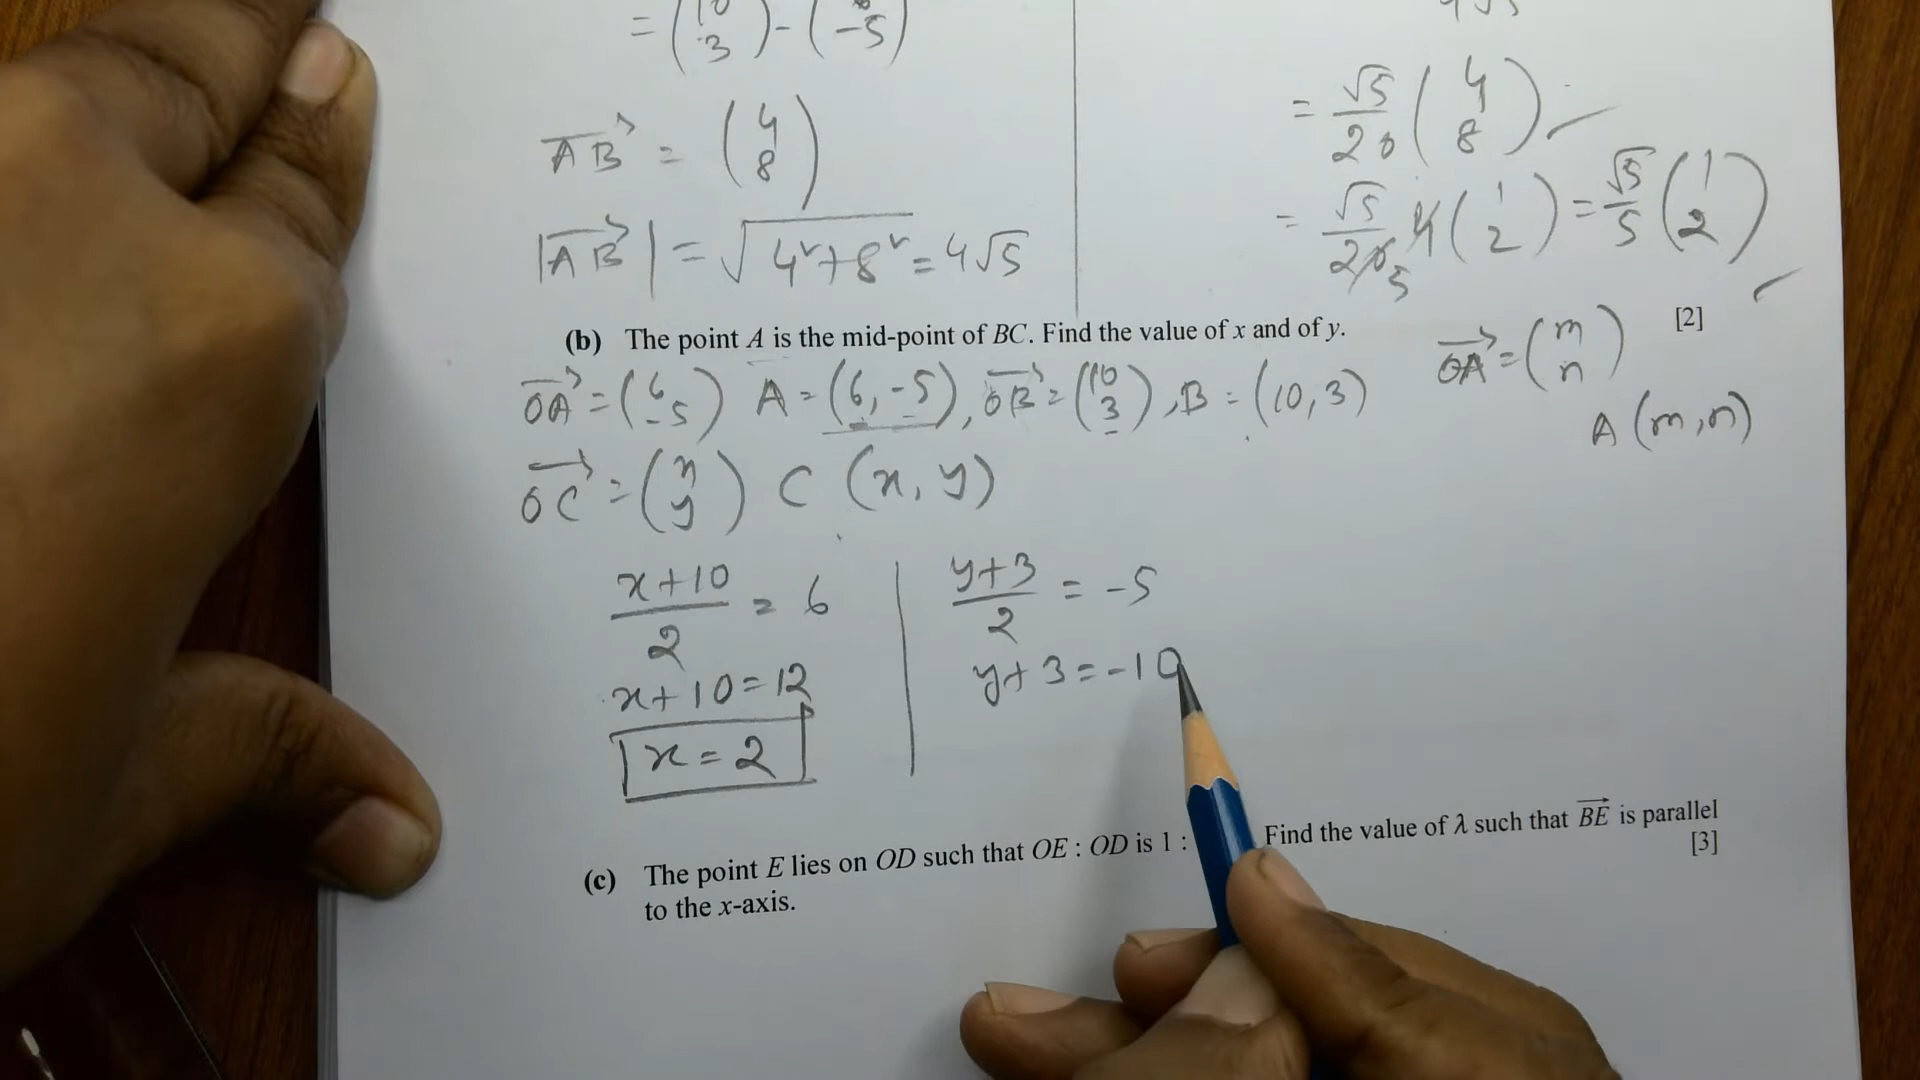 = (10 3) - (6 -5)
AB⃗ = (4 8)
|AB⃗| = √4²+8² = 4√5
4√5
= √5/20 (4 8)
= √5/20 4 (1 2) = √5/5 (1 2)
5
(b) The point A is the mid-point of BC. Find the value of x and of y. [2]
OA⃗ = (6 -5) A = (6, -5), OB⃗ = (10 3), B = (10, 3)
OA⃗ = (m n)
A (m, n)
OC⃗ = (x y) C (x, y)
x+10/2 = 6
x+10=12
x = 2
y+3/2 = -5
y+3=-10
(c) The point E lies on OD such that OE : OD is 1 : Find the value of λ such that BE⃗ is parallel
to the x-axis. [3]